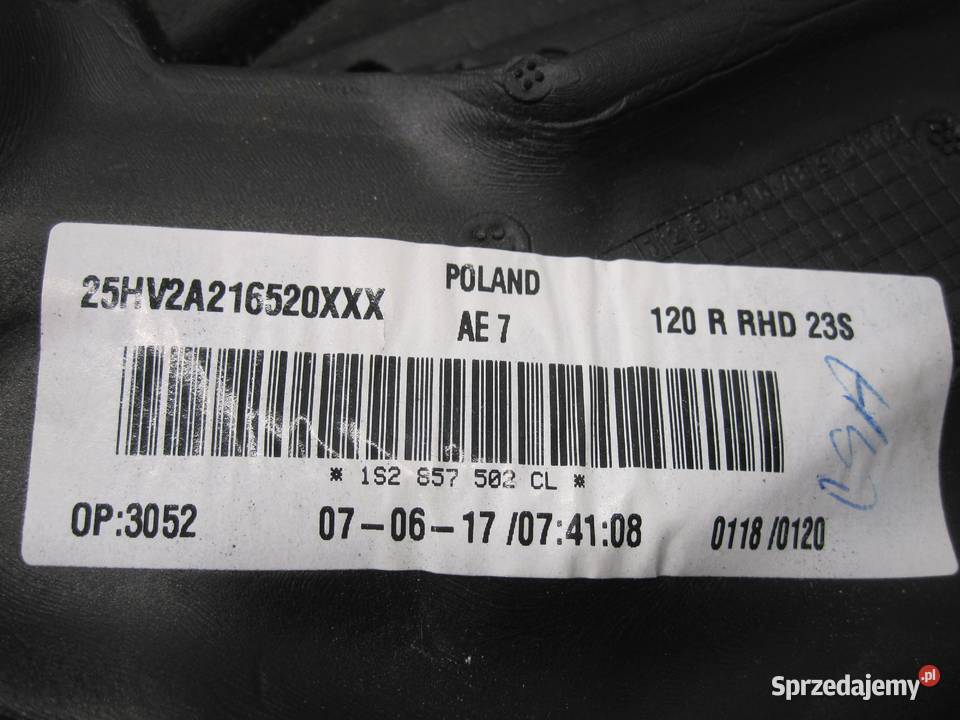 POLAND
25HV2A216520XXX
AE 7
120 R RHD 23S
* 1S2 857 502 CL *
OP:3052
07-06-17 /07:41:08
0118 /0120
Sprzedajemy.pl